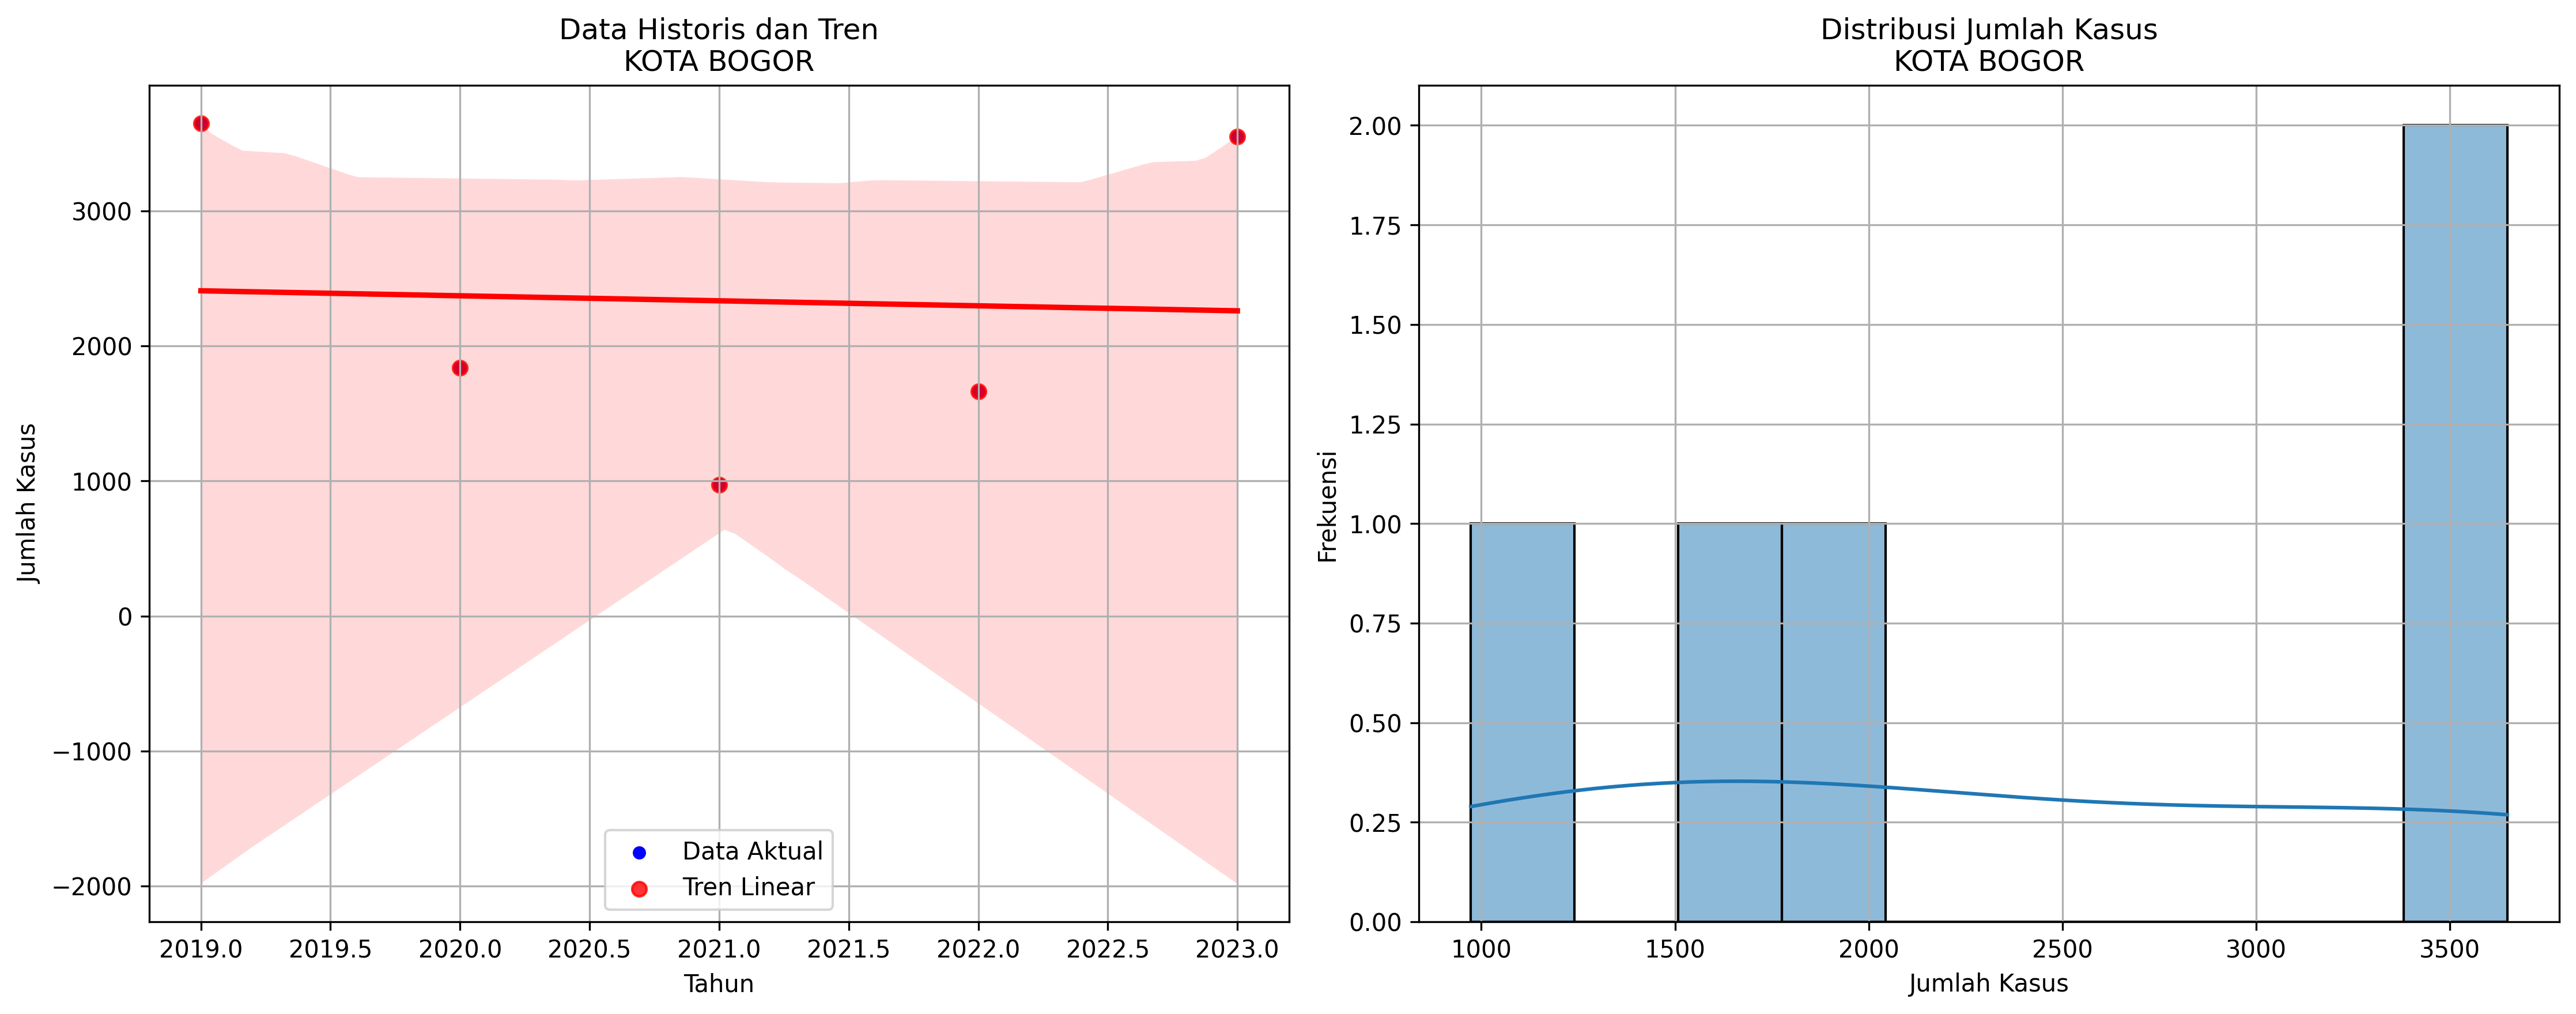 Data Historis dan Tren
KOTA BOGOR
Jumlah Kasus
3000
2000
1000
0
−1000
−2000
Data Aktual
Tren Linear
2019.0 2019.5 2020.0 2020.5 2021.0 2021.5 2022.0 2022.5 2023.0
Tahun
Distribusi Jumlah Kasus
KOTA BOGOR
Frekuensi
2.00
1.75
1.50
1.25
1.00
0.75
0.50
0.25
0.00
1000 1500 2000 2500 3000 3500
Jumlah Kasus